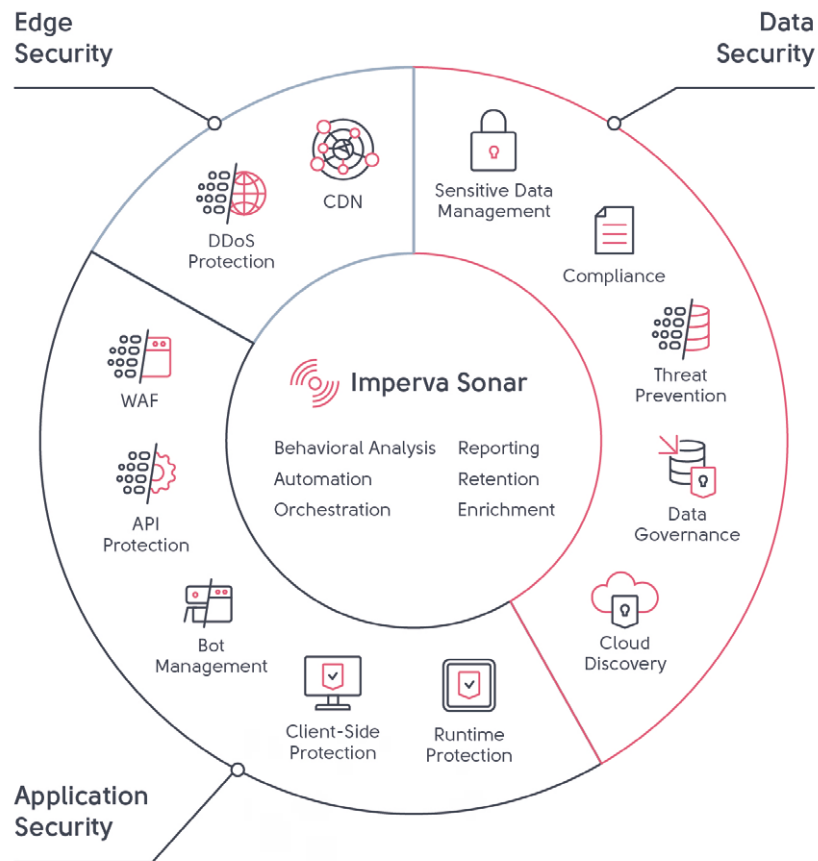 Edge
Security
Data
Security
CDN
DDoS
Protection
Sensitive Data
Management
Compliance
Threat
Prevention
Data
Governance
Cloud
Discovery
WAF
API
Protection
Bot
Management
Client-Side
Protection
Runtime
Protection
Imperva Sonar
Behavioral Analysis
Reporting
Automation
Retention
Orchestration
Enrichment
Application
Security